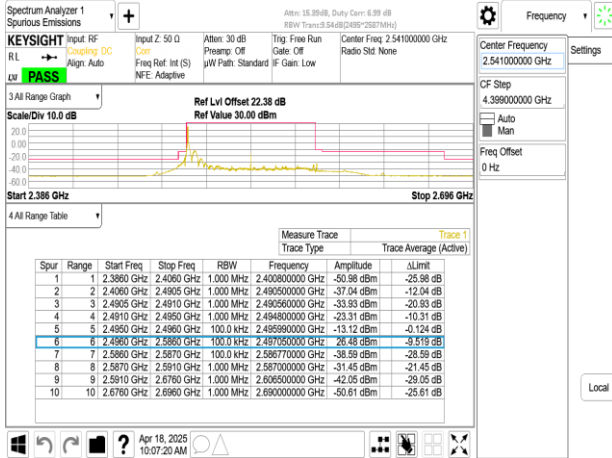 Spectrum Analyzer 1
Spurious Emissions
Attn: 15.39dB, Duty Corr: 6.99 dB
RBW Trans:9.54dB(2495~2587MHz)
Frequency
KEYSIGHT
RL
PASS
Input: RF
Coupling: DC
Align: Auto
Input Z: 50 Ω
Corr
Freq Ref: Int (S)
NFE: Adaptive
Atten: 30 dB
Preamp: Off
µW Path: Standard
Trig: Free Run
Gate: Off
IF Gain: Low
Center Freq: 2.541000000 GHz
Radio Std: None
Center Frequency
2.541000000 GHz
Settings
CF Step
4.399000000 GHz
Auto
Man
Freq Offset
0 Hz
Local
3 All Range Graph
Scale/Div 10.0 dB
Ref Lvl Offset 22.38 dB
Ref Value 30.00 dBm
20.0
0.00
-20.0
-40.0
-60.0
Start 2.386 GHz
Stop 2.696 GHz
4 All Range Table
Measure Trace Trace 1
Trace Type Trace Average (Active)
Spur Range Start Freq Stop Freq RBW Frequency Amplitude ΔLimit
1 1 2.3860 GHz 2.4060 GHz 1.000 MHz 2.400800000 GHz -50.98 dBm -25.98 dB
2 2 2.4060 GHz 2.4905 GHz 1.000 MHz 2.490500000 GHz -37.04 dBm -12.04 dB
3 3 2.4905 GHz 2.4910 GHz 1.000 MHz 2.490560000 GHz -33.93 dBm -20.93 dB
4 4 2.4910 GHz 2.4950 GHz 1.000 MHz 2.494800000 GHz -23.31 dBm -10.31 dB
5 5 2.4950 GHz 2.4960 GHz 100.0 kHz 2.495990000 GHz -13.12 dBm -0.124 dB
6 6 2.4960 GHz 2.5860 GHz 100.0 kHz 2.497050000 GHz 26.48 dBm -9.519 dB
7 7 2.5860 GHz 2.5870 GHz 100.0 kHz 2.586770000 GHz -38.59 dBm -28.59 dB
8 8 2.5870 GHz 2.5910 GHz 1.000 MHz 2.587000000 GHz -31.45 dBm -21.45 dB
9 9 2.5910 GHz 2.6760 GHz 1.000 MHz 2.606500000 GHz -42.05 dBm -29.05 dB
10 10 2.6760 GHz 2.6960 GHz 1.000 MHz 2.690000000 GHz -50.61 dBm -25.61 dB
?
Apr 18, 2025
10:07:20 AM